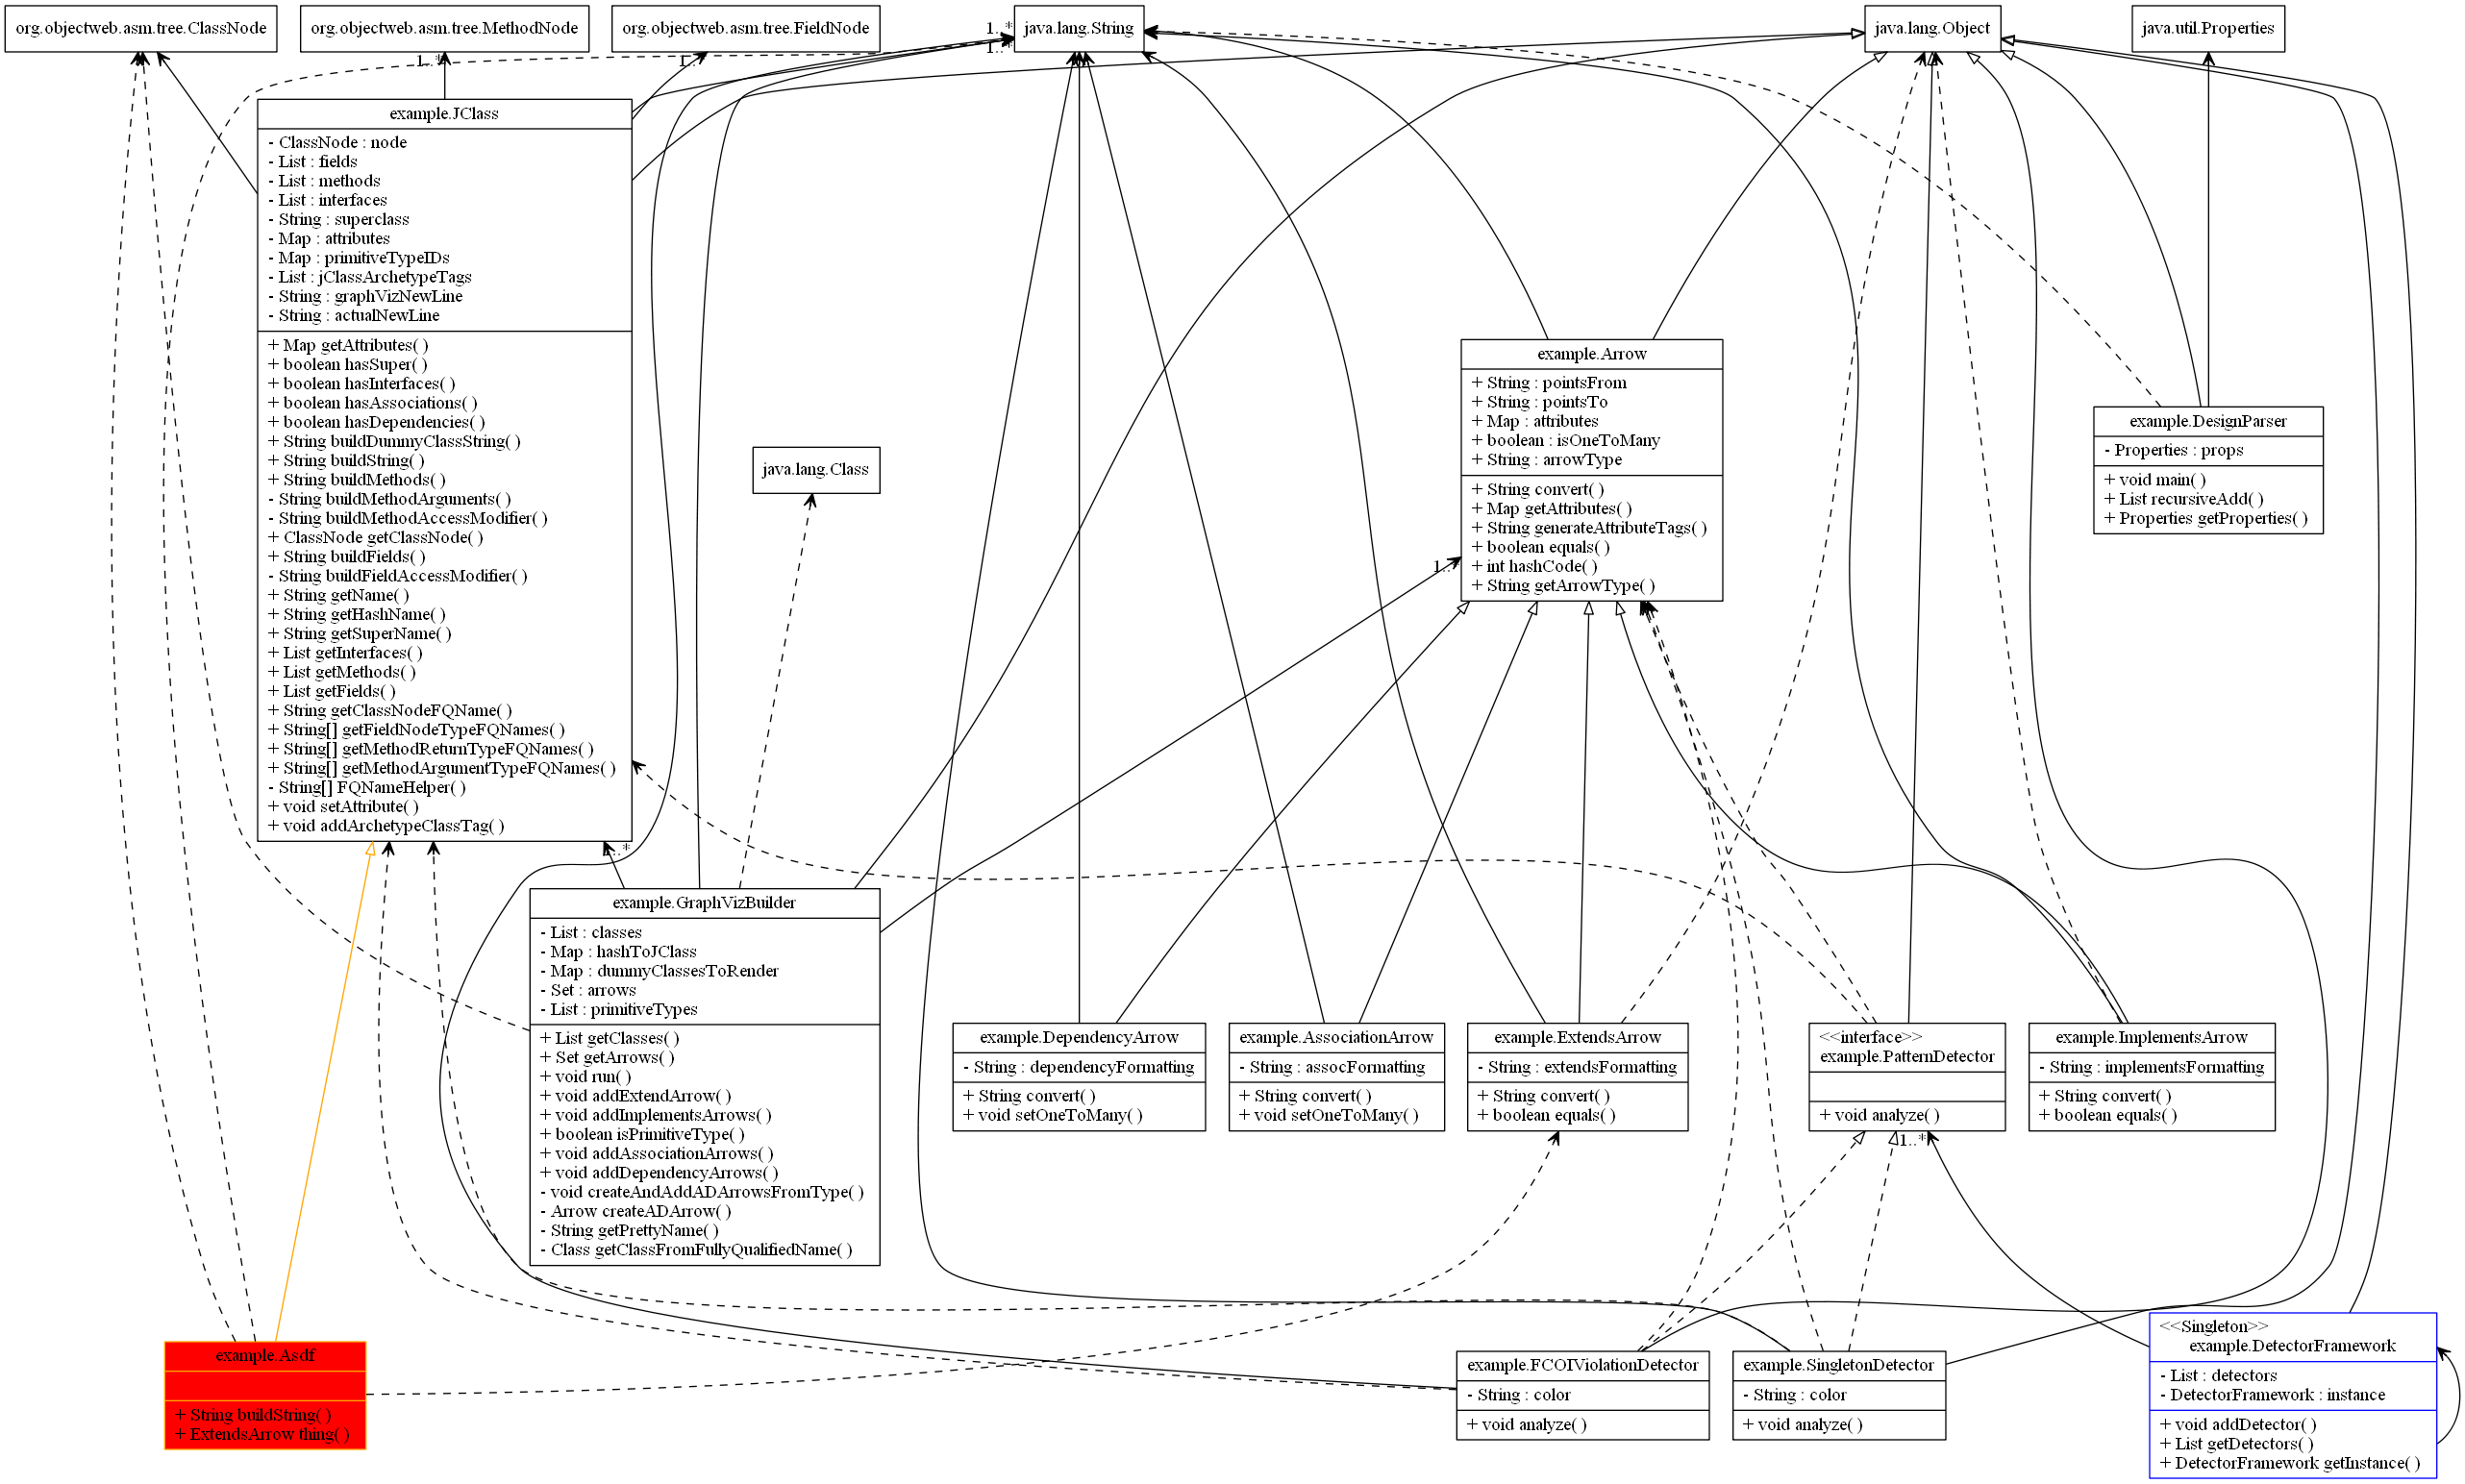 org.objectweb.asm.tree.ClassNode
org.objectweb.asm.tree.MethodNode
org.objectweb.asm.tree.FieldNode
java.lang.String
java.lang.Object
java.util.Properties
1..*
1..*
1..*
1..*
example.JClass
- ClassNode : node
- List : fields
- List : methods
- List : interfaces
- String : superclass
- Map : attributes
- Map : primitiveTypeIDs
- List : jClassArchetypeTags
- String : graphVizNewLine
- String : actualNewLine
+ Map getAttributes( )
+ boolean hasSuper( )
+ boolean hasInterfaces( )
+ boolean hasAssociations( )
+ boolean hasDependencies( )
+ String buildDummyClassString( )
+ String buildString( )
+ String buildMethods( )
- String buildMethodArguments( )
- String buildMethodAccessModifier( )
+ ClassNode getClassNode( )
+ String buildFields( )
- String buildFieldAccessModifier( )
+ String getName( )
+ String getHashName( )
+ String getSuperName( )
+ List getInterfaces( )
+ List getMethods( )
+ List getFields( )
+ String getClassNodeFQName( )
+ String[] getFieldNodeTypeFQNames( )
+ String[] getMethodReturnTypeFQNames( )
+ String[] getMethodArgumentTypeFQNames( )
- String[] FQNameHelper( )
+ void setAttribute( )
+ void addArchetypeClassTag( )
java.lang.Class
example.Arrow
+ String : pointsFrom
+ String : pointsTo
+ Map : attributes
+ boolean : isOneToMany
+ String : arrowType
+ String convert( )
+ Map getAttributes( )
+ String generateAttributeTags( )
+ boolean equals( )
+ int hashCode( )
+ String getArrowType( )
1..*
example.DesignParser
- Properties : props
+ void main( )
+ List recursiveAdd( )
+ Properties getProperties( )
1..*
example.GraphVizBuilder
- List : classes
- Map : hashToJClass
- Map : dummyClassesToRender
- Set : arrows
- List : primitiveTypes
+ List getClasses( )
+ Set getArrows( )
+ void run( )
+ void addExtendArrow( )
+ void addImplementsArrows( )
+ boolean isPrimitiveType( )
+ void addAssociationArrows( )
+ void addDependencyArrows( )
- void createAndAddADArrowsFromType( )
- Arrow createADArrow( )
- String getPrettyName( )
- Class getClassFromFullyQualifiedName( )
example.DependencyArrow
- String : dependencyFormatting
+ String convert( )
+ void setOneToMany( )
example.AssociationArrow
- String : assocFormatting
+ String convert( )
+ void setOneToMany( )
example.ExtendsArrow
- String : extendsFormatting
+ String convert( )
+ boolean equals( )
<<interface>>
example.PatternDetector
+ void analyze( )
1..*
example.ImplementsArrow
- String : implementsFormatting
+ String convert( )
+ boolean equals( )
example.Asdf
+ String buildString( )
+ ExtendsArrow thing( )
example.FCOIViolationDetector
- String : color
+ void analyze( )
example.SingletonDetector
- String : color
+ void analyze( )
<<Singleton>>
example.DetectorFramework
- List : detectors
- DetectorFramework : instance
+ void addDetector( )
+ List getDetectors( )
+ DetectorFramework getInstance( )